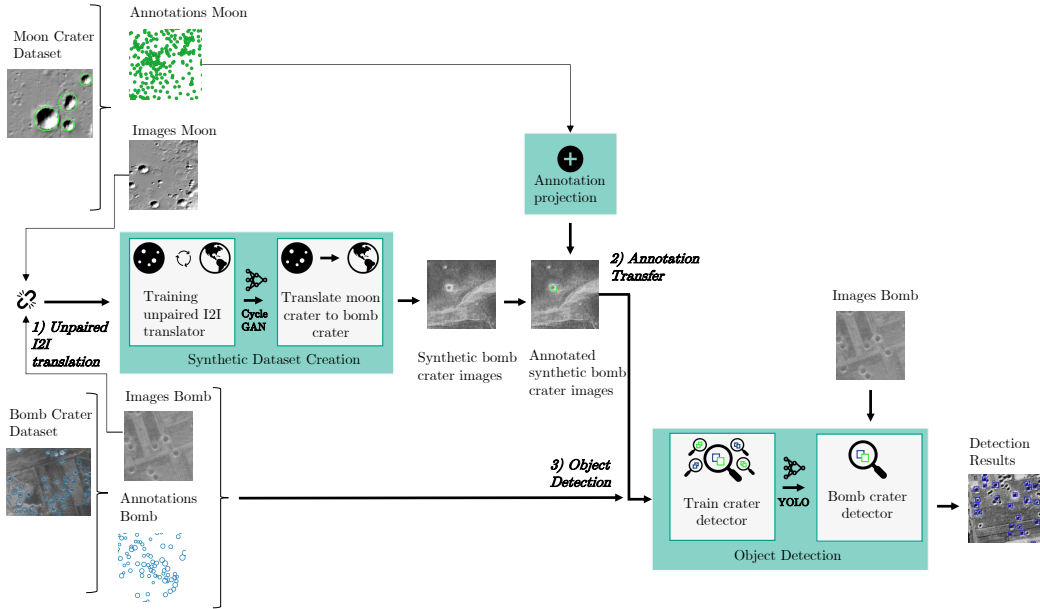 Annotations Moon
Moon Crater
Dataset
Images Moon
Annotation
projection
2) Annotation
Transfer
1) Unpaired
I2I
translation
Training
unpaired I2I
translator
Cycle
GAN
Translate moon
crater to bomb
crater
Synthetic Dataset Creation
Synthetic bomb
crater images
Annotated
synthetic bomb
crater images
Images Bomb
Bomb Crater
Dataset
Images Bomb
Annotations
Bomb
3) Object
Detection
Train crater
detector
YOLO
Bomb crater
detector
Object Detection
Detection
Results